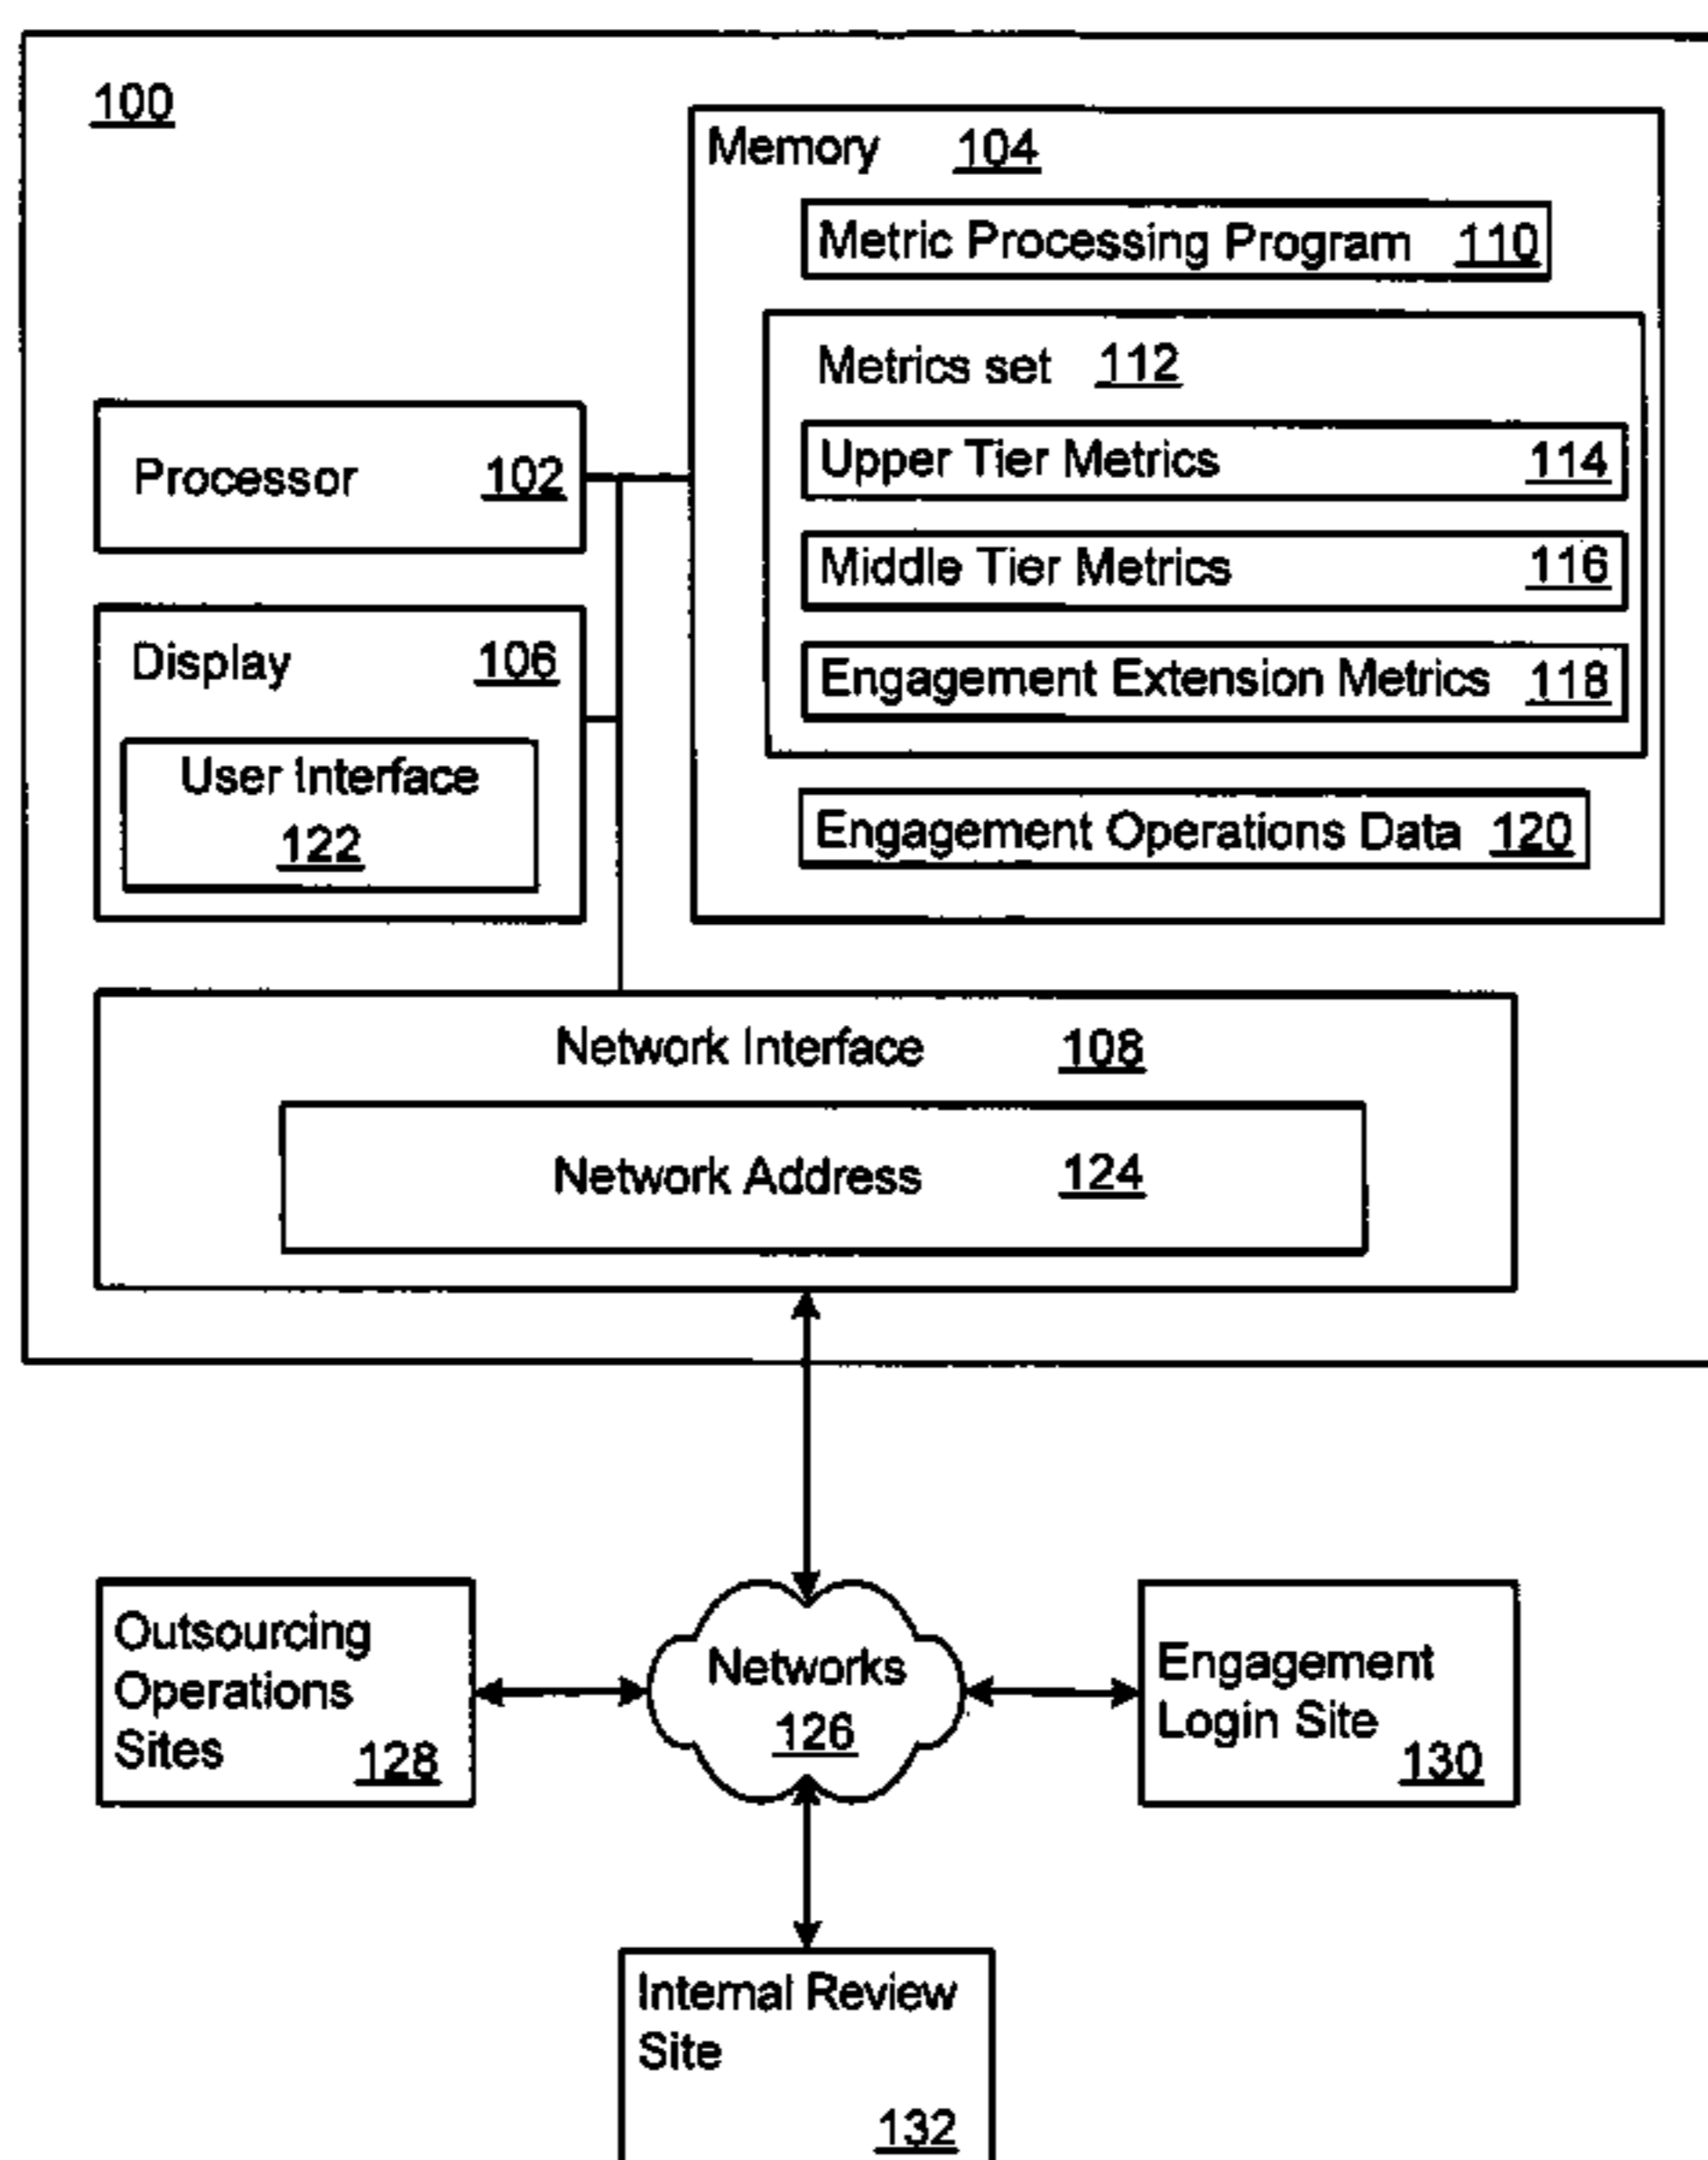 100
Memory 104
Metric Processing Program 110
Metrics set 112
Upper Tier Metrics 114
Middle Tier Metrics 116
Engagement Extension Metrics 118
Engagement Operations Data 120
Processor 102
Display 106
User Interface
122
Network Interface 108
Network Address 124
Networks
126
Outsourcing
Operations
Sites 128
Engagement
Login Site
130
Internal Review
Site
132